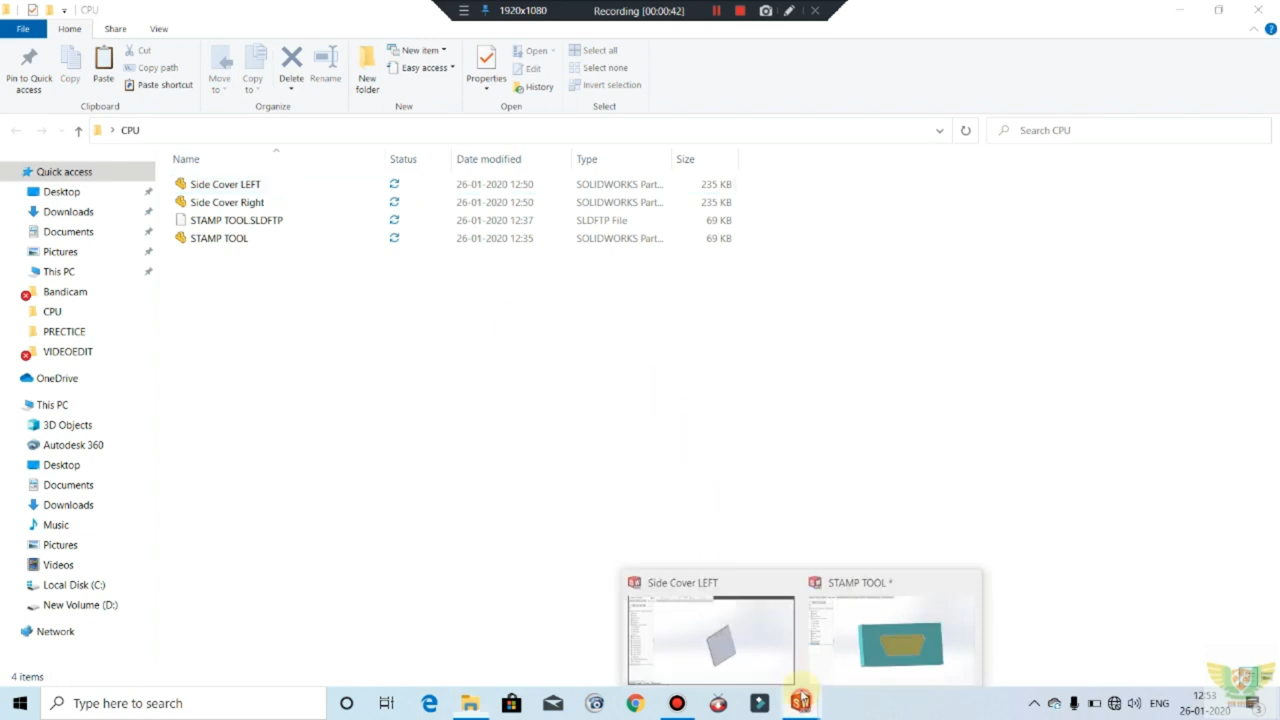 CPU
1920x1080
Recording [00:00:42]
File
Home
Share
View
Pin to Quick access
Copy
Paste
Cut
Copy path
Paste shortcut
Move to
Copy to
Delete
Rename
New folder
New item
Easy access
Properties
Open
Edit
History
Select all
Select none
Invert selection
Clipboard
Organize
New
Open
Select
CPU
Search CPU
Name
Status
Date modified
Type
Size
Side Cover LEFT 26-01-2020 12:50 SOLIDWORKS Part... 235 KB
Side Cover Right 26-01-2020 12:50 SOLIDWORKS Part... 235 KB
STAMP TOOL.SLDFTP 26-01-2020 12:37 SLDFTP File 69 KB
STAMP TOOL 26-01-2020 12:35 SOLIDWORKS Part... 69 KB
Quick access
Desktop
Downloads
Documents
Pictures
This PC
Bandicam
CPU
PRECTICE
VIDEOEDIT
OneDrive
This PC
3D Objects
Autodesk 360
Desktop
Documents
Downloads
Music
Pictures
Videos
Local Disk (C:)
New Volume (D:)
Network
Side Cover LEFT
STAMP TOOL *
4 items
Type here to search
ENG
12:53
26-01-2020
3